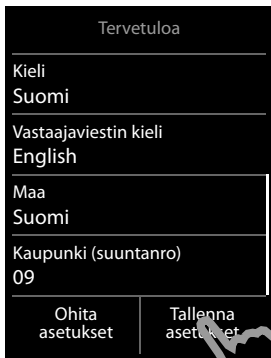 Tervetuloa
Kieli
Suomi
Vastaajaviestin kieli
English
Maa
Suomi
Kaupunki (suuntanro)
09
Ohita
asetukset
Tallenna
asetukset